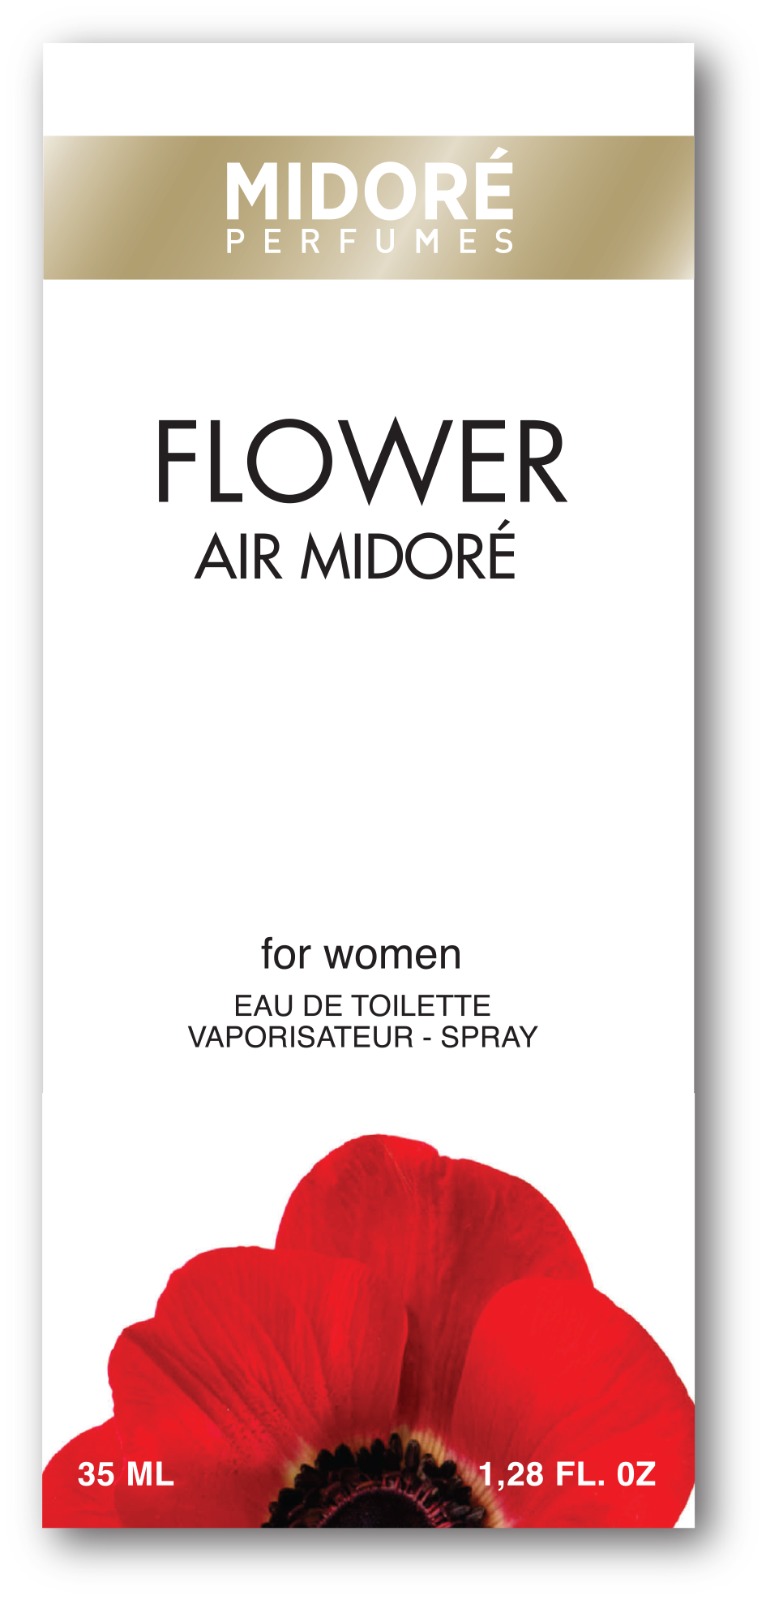 MIDORÉ
PERFUMES
FLOWER
AIR MIDORÉ
for women
EAU DE TOILETTE
VAPORISATEUR - SPRAY
35 ML
1,28 FL. 0Z